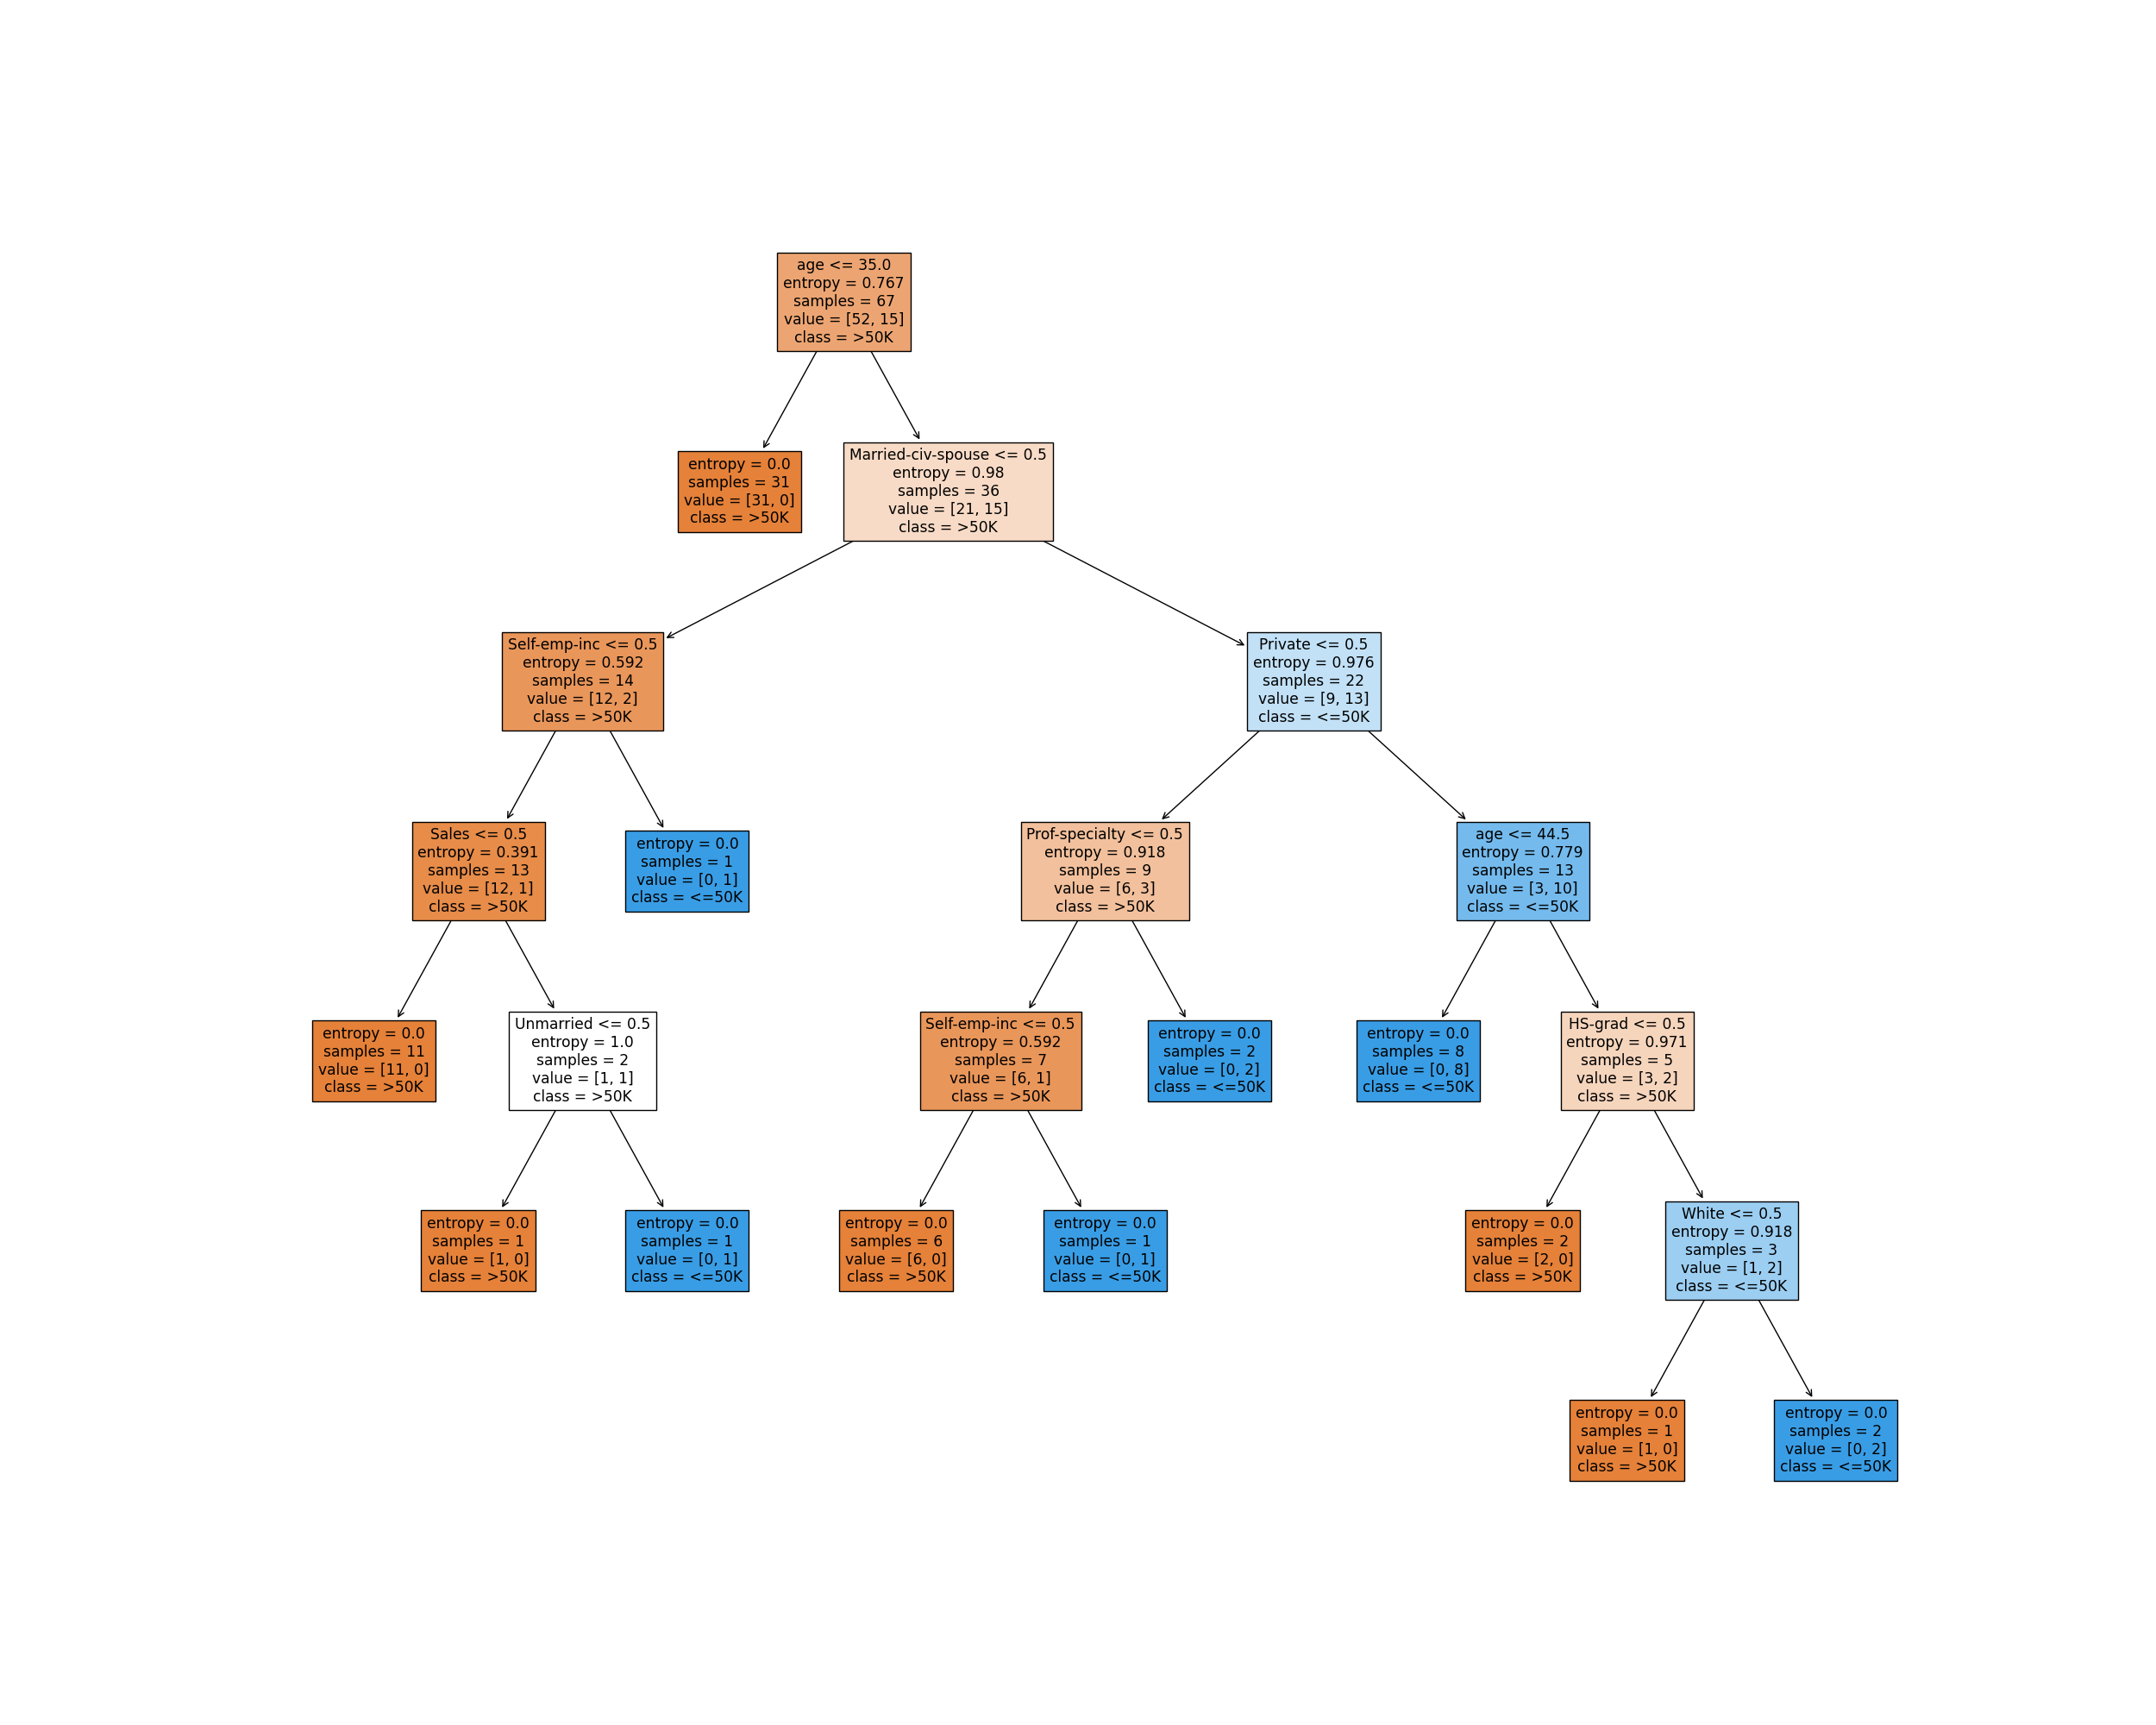 age <= 35.0
entropy = 0.767
samples = 67
value = [52, 15]
class = >50K
entropy = 0.0
samples = 31
value = [31, 0]
class = >50K
Married-civ-spouse <= 0.5
entropy = 0.98
samples = 36
value = [21, 15]
class = >50K
Self-emp-inc <= 0.5
entropy = 0.592
samples = 14
value = [12, 2]
class = >50K
Private <= 0.5
entropy = 0.976
samples = 22
value = [9, 13]
class = <=50K
Sales <= 0.5
entropy = 0.391
samples = 13
value = [12, 1]
class = >50K
entropy = 0.0
samples = 1
value = [0, 1]
class = <=50K
Prof-specialty <= 0.5
entropy = 0.918
samples = 9
value = [6, 3]
class = >50K
age <= 44.5
entropy = 0.779
samples = 13
value = [3, 10]
class = <=50K
entropy = 0.0
samples = 11
value = [11, 0]
class = >50K
Unmarried <= 0.5
entropy = 1.0
samples = 2
value = [1, 1]
class = >50K
Self-emp-inc <= 0.5
entropy = 0.592
samples = 7
value = [6, 1]
class = >50K
entropy = 0.0
samples = 2
value = [0, 2]
class = <=50K
entropy = 0.0
samples = 8
value = [0, 8]
class = <=50K
HS-grad <= 0.5
entropy = 0.971
samples = 5
value = [3, 2]
class = >50K
entropy = 0.0
samples = 1
value = [1, 0]
class = >50K
entropy = 0.0
samples = 1
value = [0, 1]
class = <=50K
entropy = 0.0
samples = 6
value = [6, 0]
class = >50K
entropy = 0.0
samples = 1
value = [0, 1]
class = <=50K
entropy = 0.0
samples = 2
value = [2, 0]
class = >50K
White <= 0.5
entropy = 0.918
samples = 3
value = [1, 2]
class = <=50K
entropy = 0.0
samples = 1
value = [1, 0]
class = >50K
entropy = 0.0
samples = 2
value = [0, 2]
class = <=50K